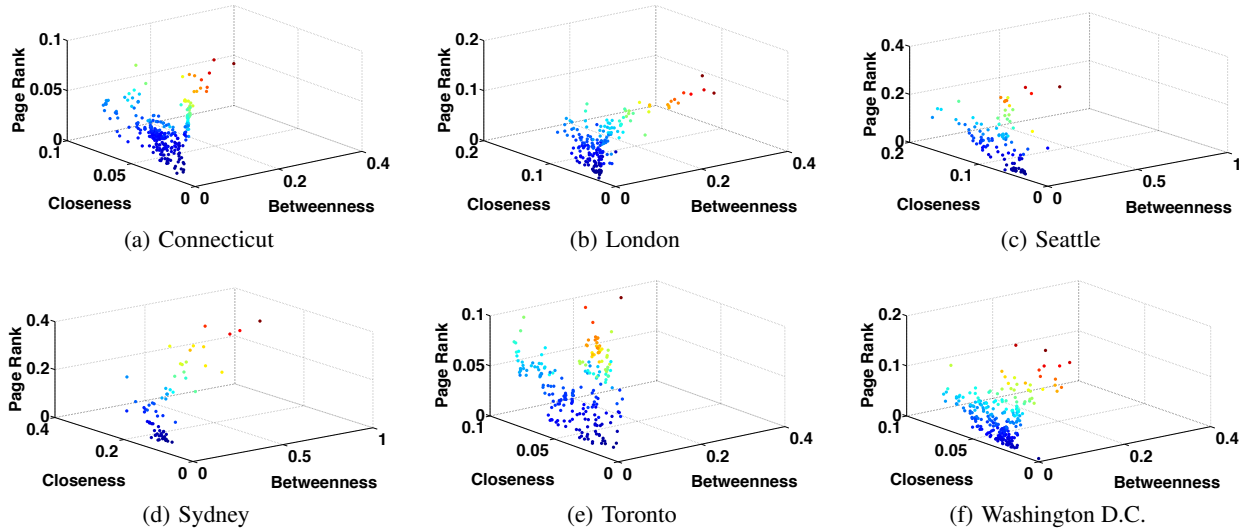 Page Rank
0.1
0.05
0
0.1
0.05
0 0
0.2
0.4
Closeness
Betweenness
(a) Connecticut
Page Rank
0.2
0.1
0
0.2
0.1
0 0
0.2
0.4
Closeness
Betweenness
(b) London
Page Rank
0.4
0.2
0
0.2
0.1
0 0
0.5
1
Closeness
Betweenness
(c) Seattle
Page Rank
0.4
0.2
0
0.4
0.2
0 0
0.5
1
Closeness
Betweenness
(d) Sydney
Page Rank
0.1
0.05
0
0.1
0.05
0 0
0.2
0.4
Closeness
Betweenness
(e) Toronto
Page Rank
0.2
0.1
0
0.1
0.05
0 0
0.2
0.4
Closeness
Betweenness
(f) Washington D.C.